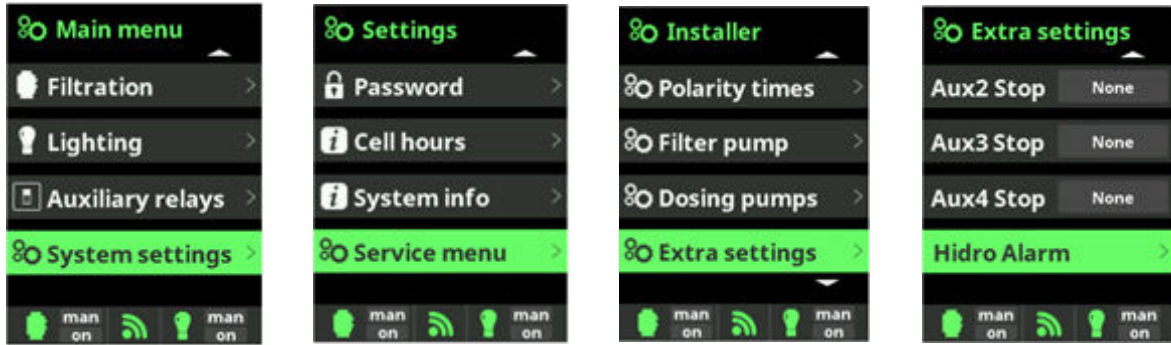 Main menu
Filtration
Lighting
Auxiliary relays
System settings
man
on
man
on
Settings
Password
Cell hours
System info
Service menu
man
on
man
on
Installer
Polarity times
Filter pump
Dosing pumps
Extra settings
man
on
man
on
Extra settings
Aux2 Stop None
Aux3 Stop None
Aux4 Stop None
Hidro Alarm
man
on
man
on